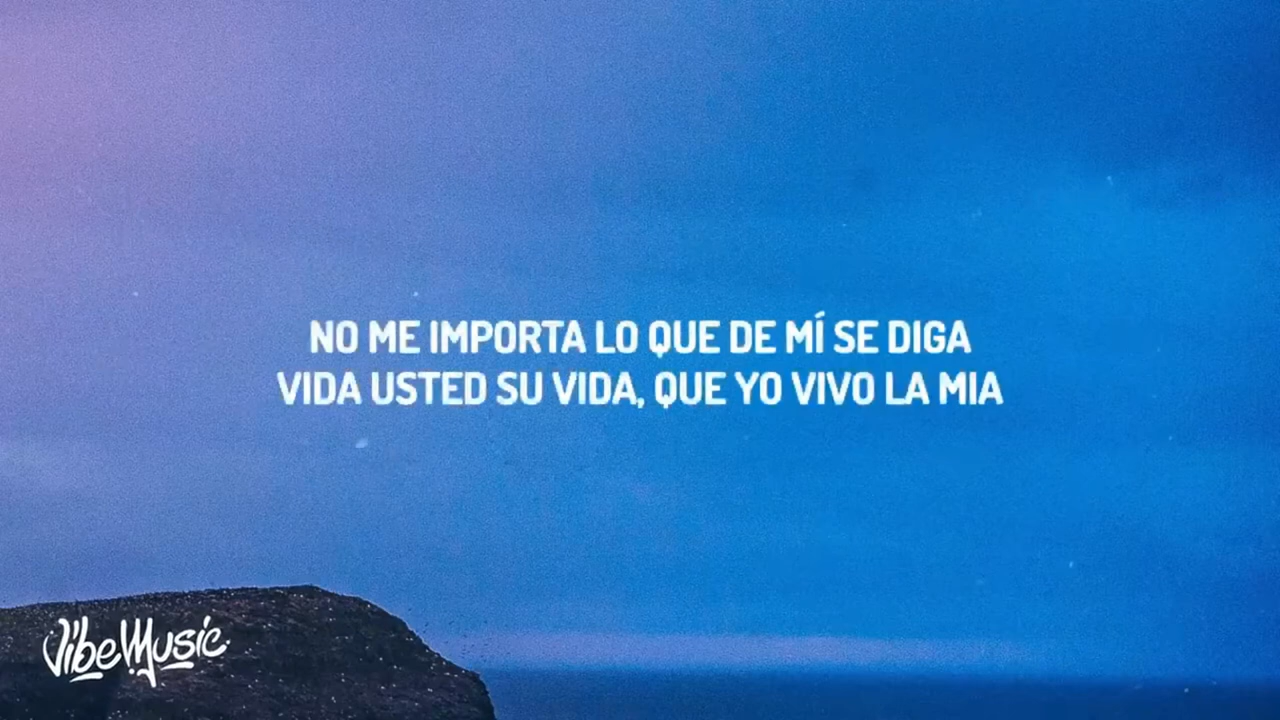 NO ME IMPORTA LO QUE DE MÍ SE DIGA
VIDA USTED SU VIDA, QUE YO VIVO LA MIA
VibeMusic